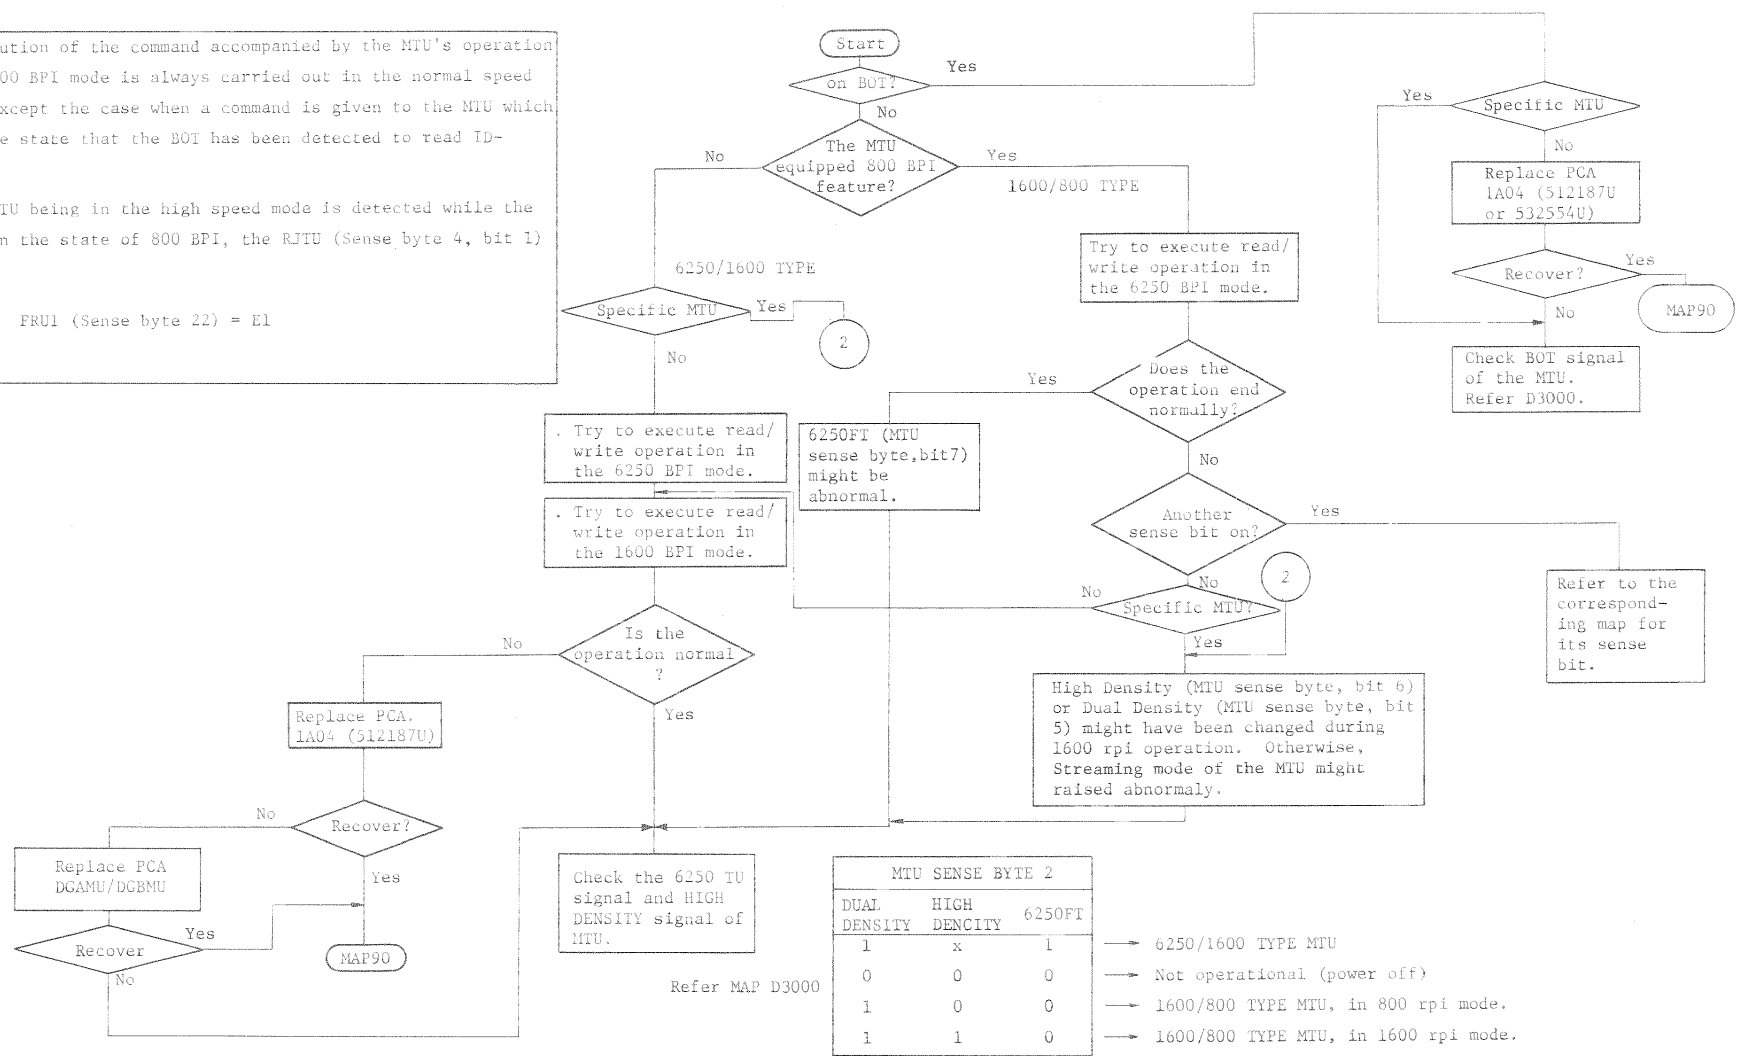 ution of the command accompanied by the MTU's operation
00 BPI mode is always carried out in the normal speed
xcept the case when a command is given to the MTU which
e state that the BOT has been detected to read ID-
TU being in the high speed mode is detected while the
n the state of 800 BPI, the RJTU (Sense byte 4, bit 1)
FRU1 (Sense byte 22) = E1
Start
on BOT?
Yes
No
The MTU
equipped 800 BPI
feature?
No
Yes
1600/800 TYPE
6250/1600 TYPE
Specific MTU
Yes
2
No
. Try to execute read/
write operation in
the 6250 BPI mode.
. Try to execute read/
write operation in
the 1600 BPI mode.
Is the
operation normal
?
No
Yes
Replace PCA.
1A04 (512187U)
Recover?
No
Yes
Replace PCA
DGAMU/DGBMU
Recover
Yes
No
MAP90
Check the 6250 TU
signal and HIGH
DENSITY signal of
MTU.
Refer MAP D3000
Try to execute read/
write operation in
the 6250 BPI mode.
Does the
operation end
normally?
Yes
No
6250FT (MTU
sense byte,bit7)
might be
abnormal.
Another
sense bit on?
Yes
No
Refer to the
correspond-
ing map for
its sense
bit.
Specific MTU?
No
2
Yes
High Density (MTU sense byte, bit 6)
or Dual Density (MTU sense byte, bit
5) might have been changed during
1600 rpi operation. Otherwise,
Streaming mode of the MTU might
raised abnormaly.
Specific MTU
Yes
No
Replace PCA
1A04 (512187U
or 532554U)
Recover?
Yes
MAP90
No
Check BOT signal
of the MTU.
Refer D3000.
MTU SENSE BYTE 2
DUAL DENSITY HIGH DENCITY 6250FT
1 x 1 → 6250/1600 TYPE MTU
0 0 0 → Not operational (power off)
1 0 0 → 1600/800 TYPE MTU, in 800 rpi mode.
1 1 0 → 1600/800 TYPE MTU, in 1600 rpi mode.